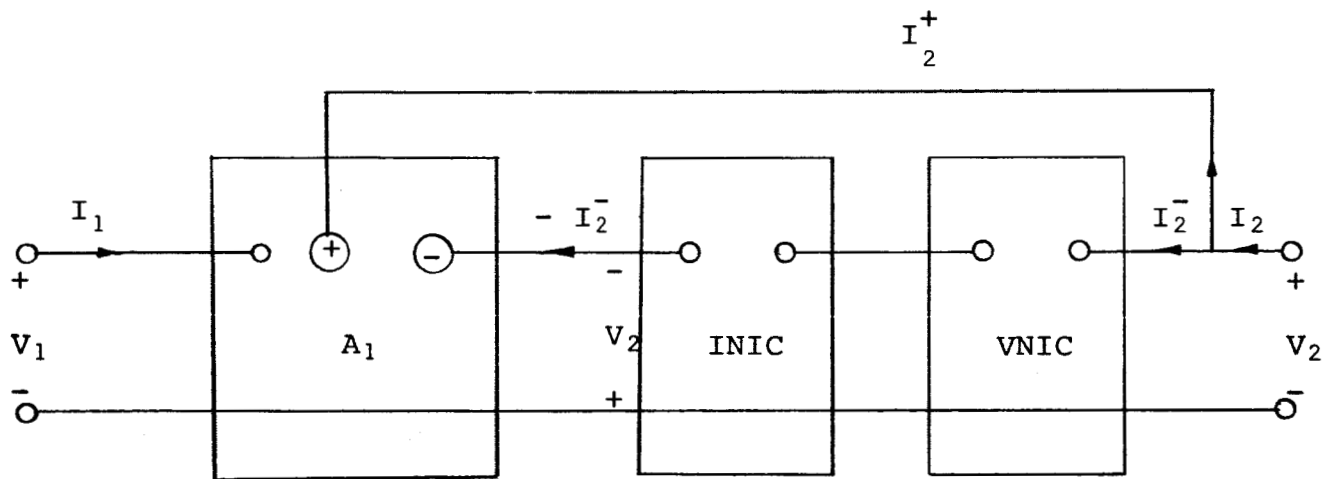 I₂⁺
I₁
+
-
- I₂⁻
-
I₂⁻
I₂
+
+
V₁
A₁
V₂
INIC
VNIC
V₂
-
+
-